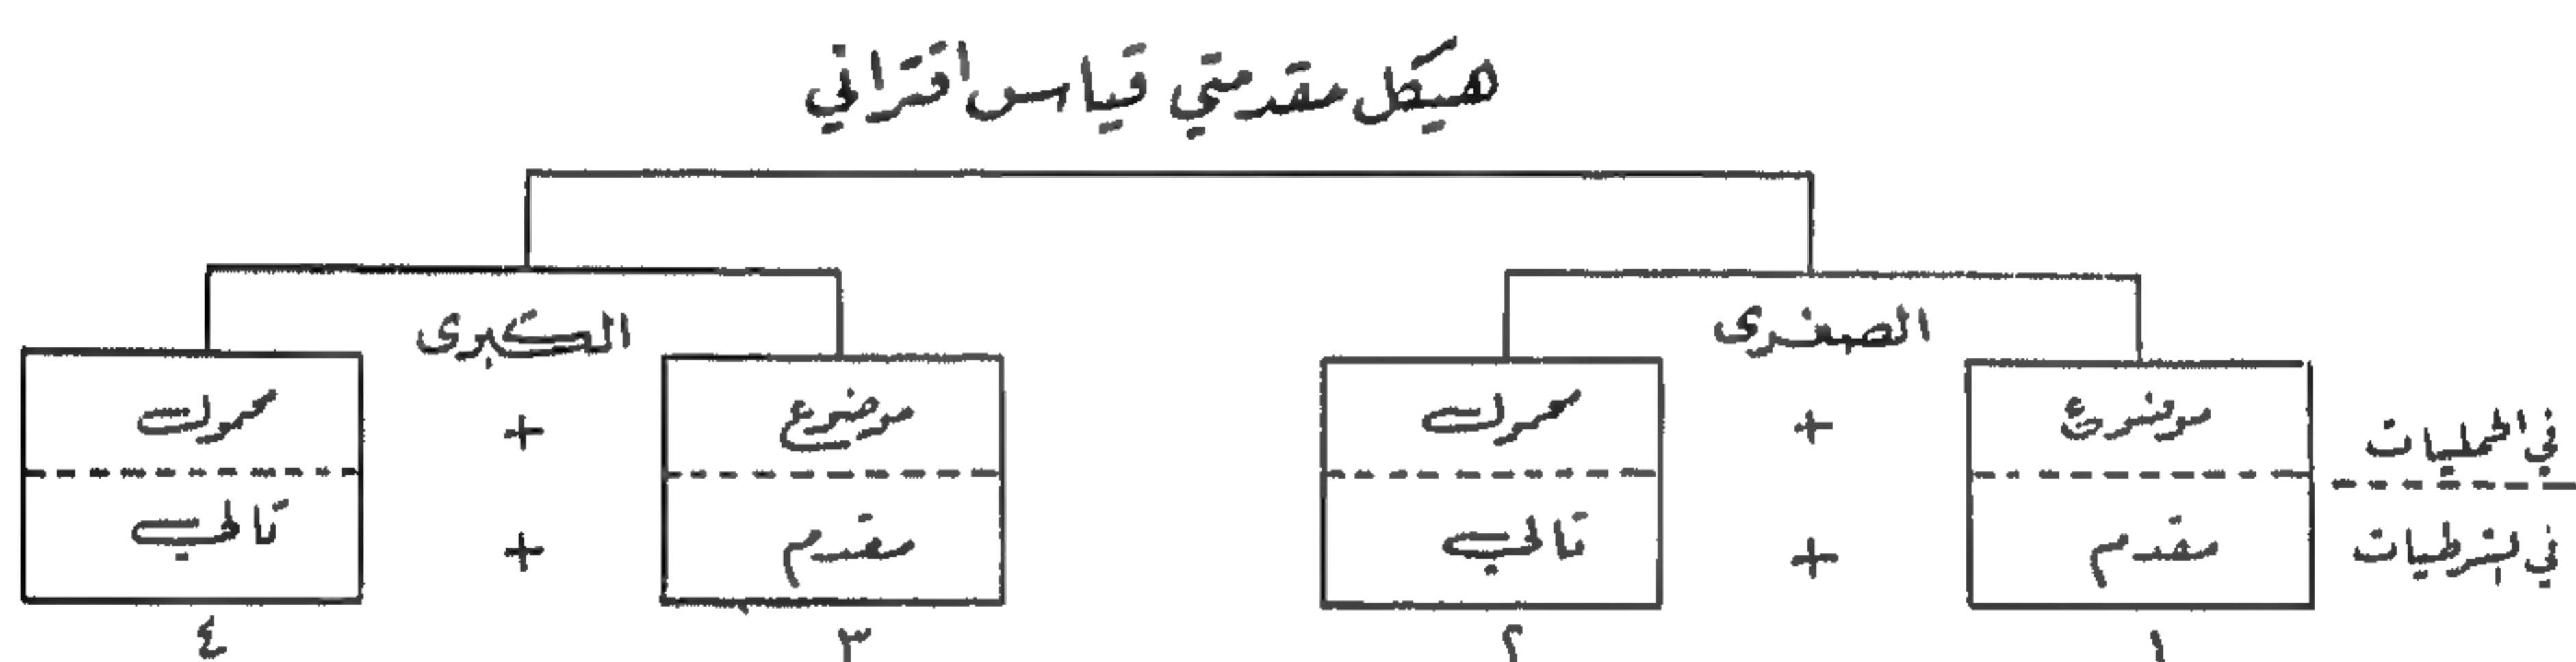 هيكل مقدمتي قياس اقتراني
الصغرى الكبرى
في الحمليات موضوع + محمول موضوع + محمول
في الشرطيات مقدم + تالي مقدم + تالي
١ ٢ ٣ ٤